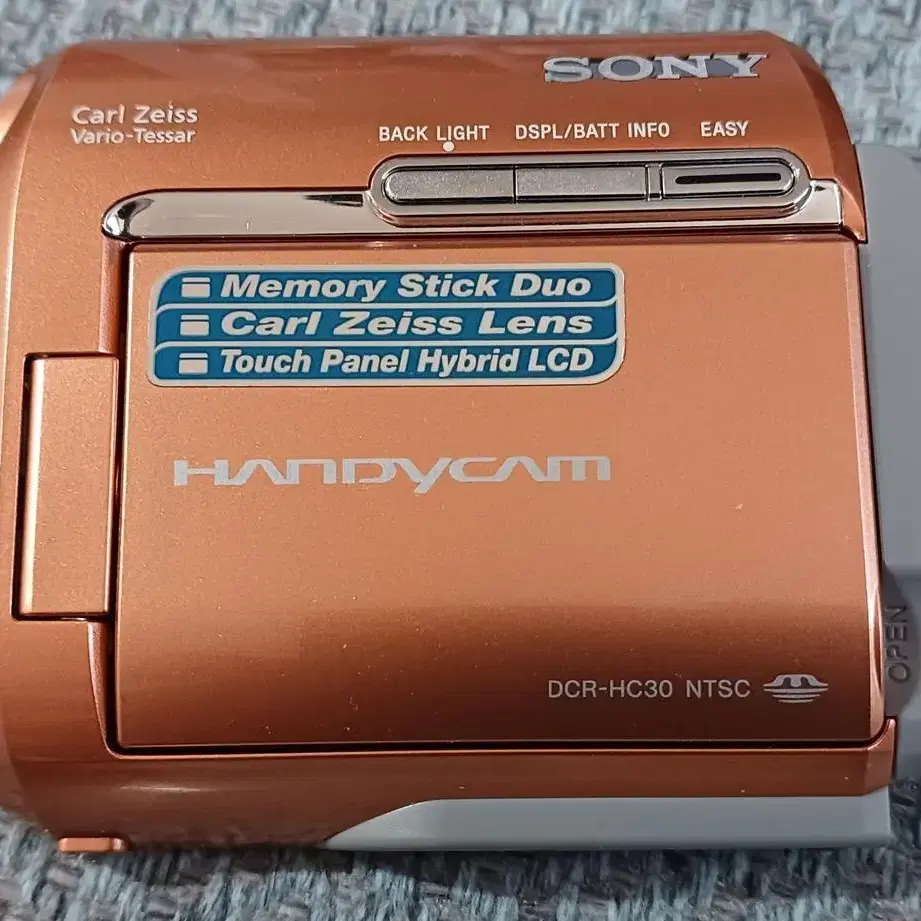 SONY
Carl Zeiss
Vario-Tessar
BACK LIGHT DSPL/BATT INFO EASY
Memory Stick Duo
Carl Zeiss Lens
Touch Panel Hybrid LCD
HANDYCAM
OPEN
DCR-HC30 NTSC